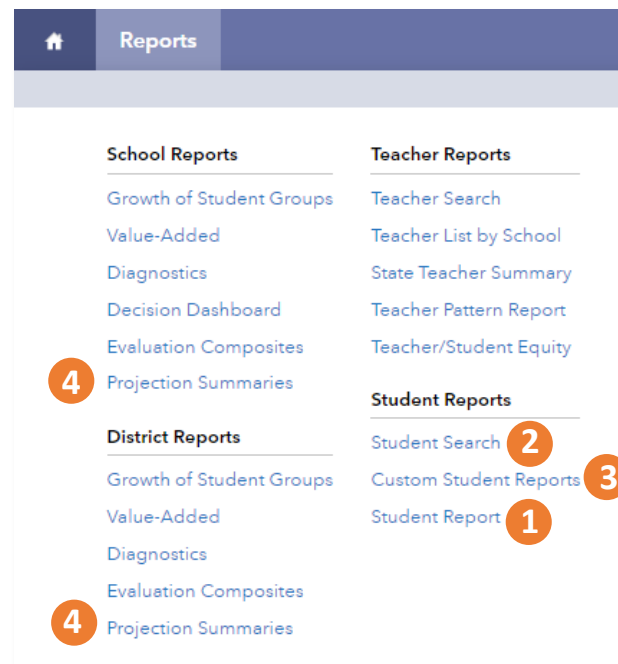 Reports
School Reports
Growth of Student Groups
Value-Added
Diagnostics
Decision Dashboard
Evaluation Composites
4 Projection Summaries
District Reports
Growth of Student Groups
Value-Added
Diagnostics
Evaluation Composites
4 Projection Summaries
Teacher Reports
Teacher Search
Teacher List by School
State Teacher Summary
Teacher Pattern Report
Teacher/Student Equity
Student Reports
Student Search 2
Custom Student Reports 3
Student Report 1